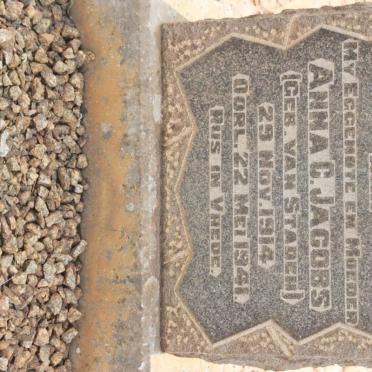 MY EGGENOTE EN MOEDER
ANNA C. JACOBS
(GEB. VAN STADEN)
29 NOV. 1914
OORL. 22 MEI 1941.
RUS IN VREDE.